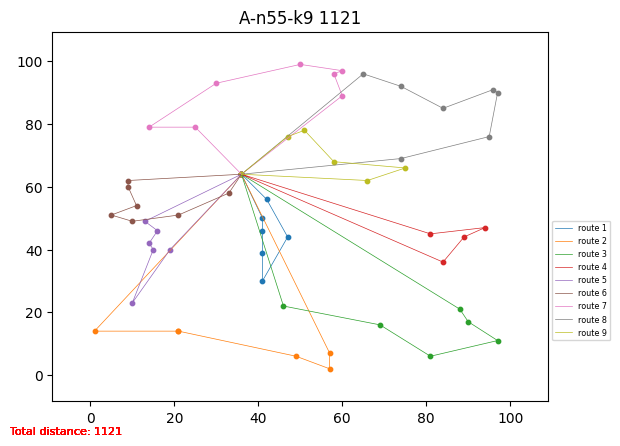 A-n55-k9 1121
100
80
60
40
20
0
0 20 40 60 80 100
route 1
route 2
route 3
route 4
route 5
route 6
route 7
route 8
route 9
Total distance: 1121